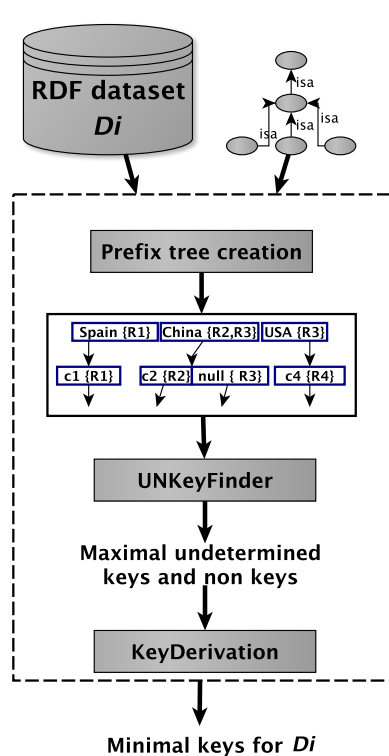 RDF dataset
Di
isa
isa
isa
isa
Prefix tree creation
Spain {R1} China {R2,R3} USA {R3}
c1 {R1} c2 {R2} null { R3} c4 {R4}
UNKeyFinder
Maximal undetermined
keys and non keys
KeyDerivation
Minimal keys for Di